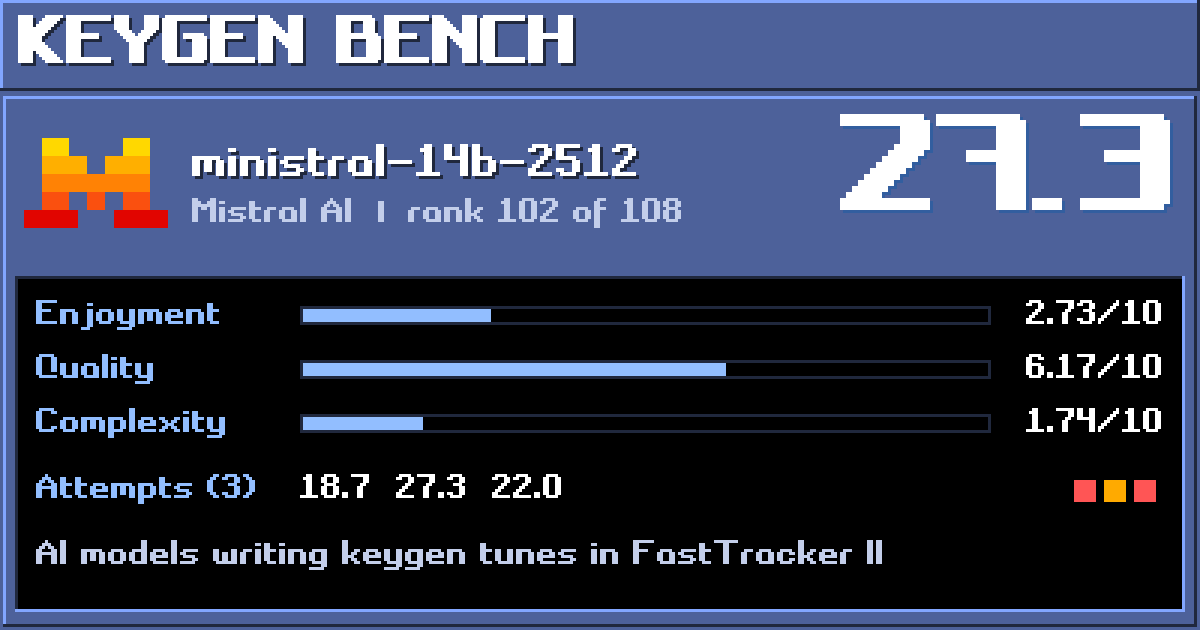 KEYGEN BENCH
ministral-14b-2512
27.3
Mistral AI | rank 102 of 108
Enjoyment 2.73/10
Quality 6.17/10
Complexity 1.74/10
Attempts (3) 18.7 27.3 22.0
AI models writing keygen tunes in FastTracker II